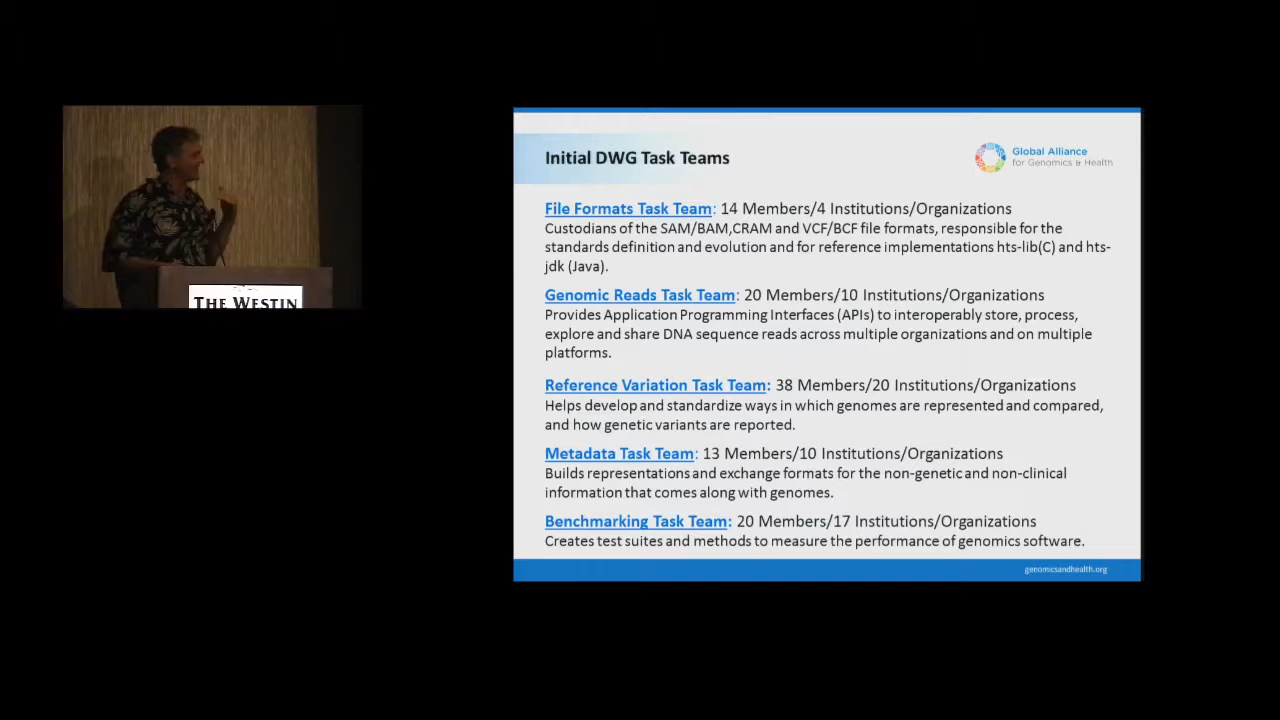 THE WESTIN
Initial DWG Task Teams
Global Alliance
for Genomics & Health
File Formats Task Team: 14 Members/4 Institutions/Organizations
Custodians of the SAM/BAM,CRAM and VCF/BCF file formats, responsible for the
standards definition and evolution and for reference implementations hts-lib(C) and hts-
jdk (Java).
Genomic Reads Task Team: 20 Members/10 Institutions/Organizations
Provides Application Programming Interfaces (APIs) to interoperably store, process,
explore and share DNA sequence reads across multiple organizations and on multiple
platforms.
Reference Variation Task Team: 38 Members/20 Institutions/Organizations
Helps develop and standardize ways in which genomes are represented and compared,
and how genetic variants are reported.
Metadata Task Team: 13 Members/10 Institutions/Organizations
Builds representations and exchange formats for the non-genetic and non-clinical
information that comes along with genomes.
Benchmarking Task Team: 20 Members/17 Institutions/Organizations
Creates test suites and methods to measure the performance of genomics software.
genomicsandhealth.org